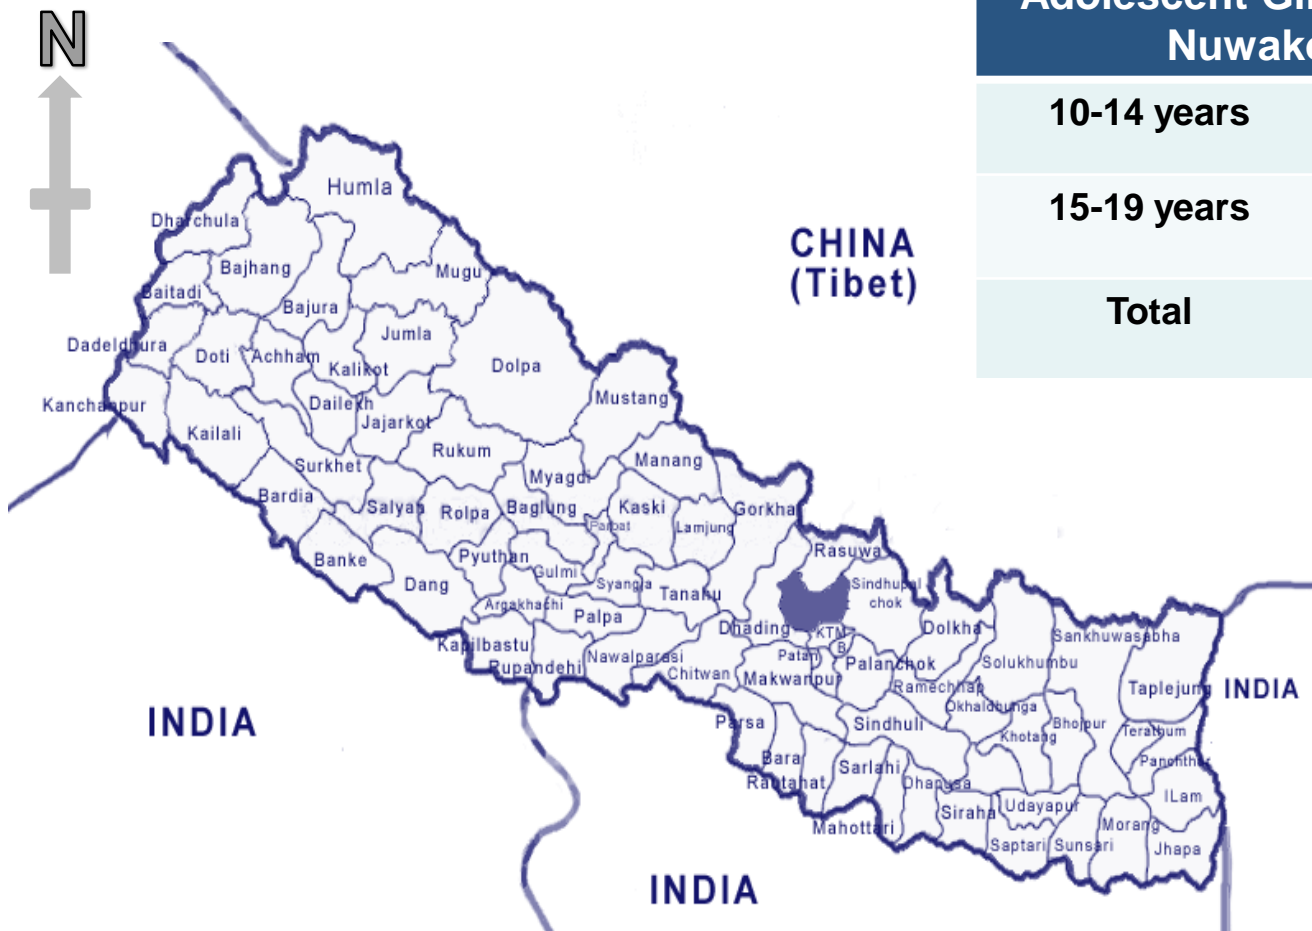 N
Adolescent Gi
Nuwak
10-14 years
15-19 years
Total
CHINA
(Tibet)
Humla
Dharchula
Bajhang
Mugu
Baitadi
Bajura
Jumla
Dadeldhura
Doti
Achham
Kalikot
Dolpa
Mustang
Kanchanpur
Dailekh
Jajarkot
Kailali
Rukum
Surkhet
Myagdi
Manang
Bardia
Salyan
Rolpa
Baglung
Parbat
Kaski
Lamjung
Gorkha
Rasuwa
Banke
Pyuthan
Gulmi
Dang
Syangja
Tanahu
Sindhupal
chok
Argakhachi
Palpa
Dhading
KTM
B
Dolkha
Sankhuwasabha
Kapilbastu
Rupandehi
Nawalparasi
Patan
Palanchok
Solukhumbu
Chitwan
Makwanpur
Ramechhap
Taplejung
INDIA
Okhaldhunga
INDIA
Parsa
Sindhuli
Khotang
Bhojpur
Terathum
Bara
Panchthar
Rautahat
Sarlahi
Dhanusa
ILam
Siraha
Udayapur
Mahottari
Morang
Saptari
Sunsari
Jhapa
INDIA